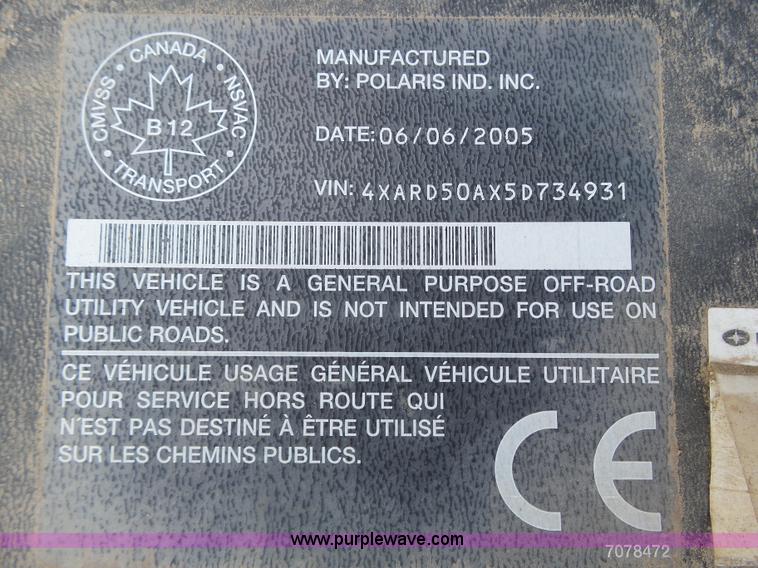 CMVSS • CANADA • NSVAC
B 12
• TRANSPORT •
MANUFACTURED
BY: POLARIS IND. INC.
DATE: 06/06/2005
VIN: 4XARD50AX5D734931
THIS VEHICLE IS A GENERAL PURPOSE OFF-ROAD
UTILITY VEHICLE AND IS NOT INTENDED FOR USE ON
PUBLIC ROADS.
CE VÉHICULE USAGE GÉNÉRAL VÉHICULE UTILITAIRE
POUR SERVICE HORS ROUTE QUI
N'EST PAS DESTINÉ À ÊTRE UTILISÉ
SUR LES CHEMINS PUBLICS.
CE
www.purplewave.com
7078472